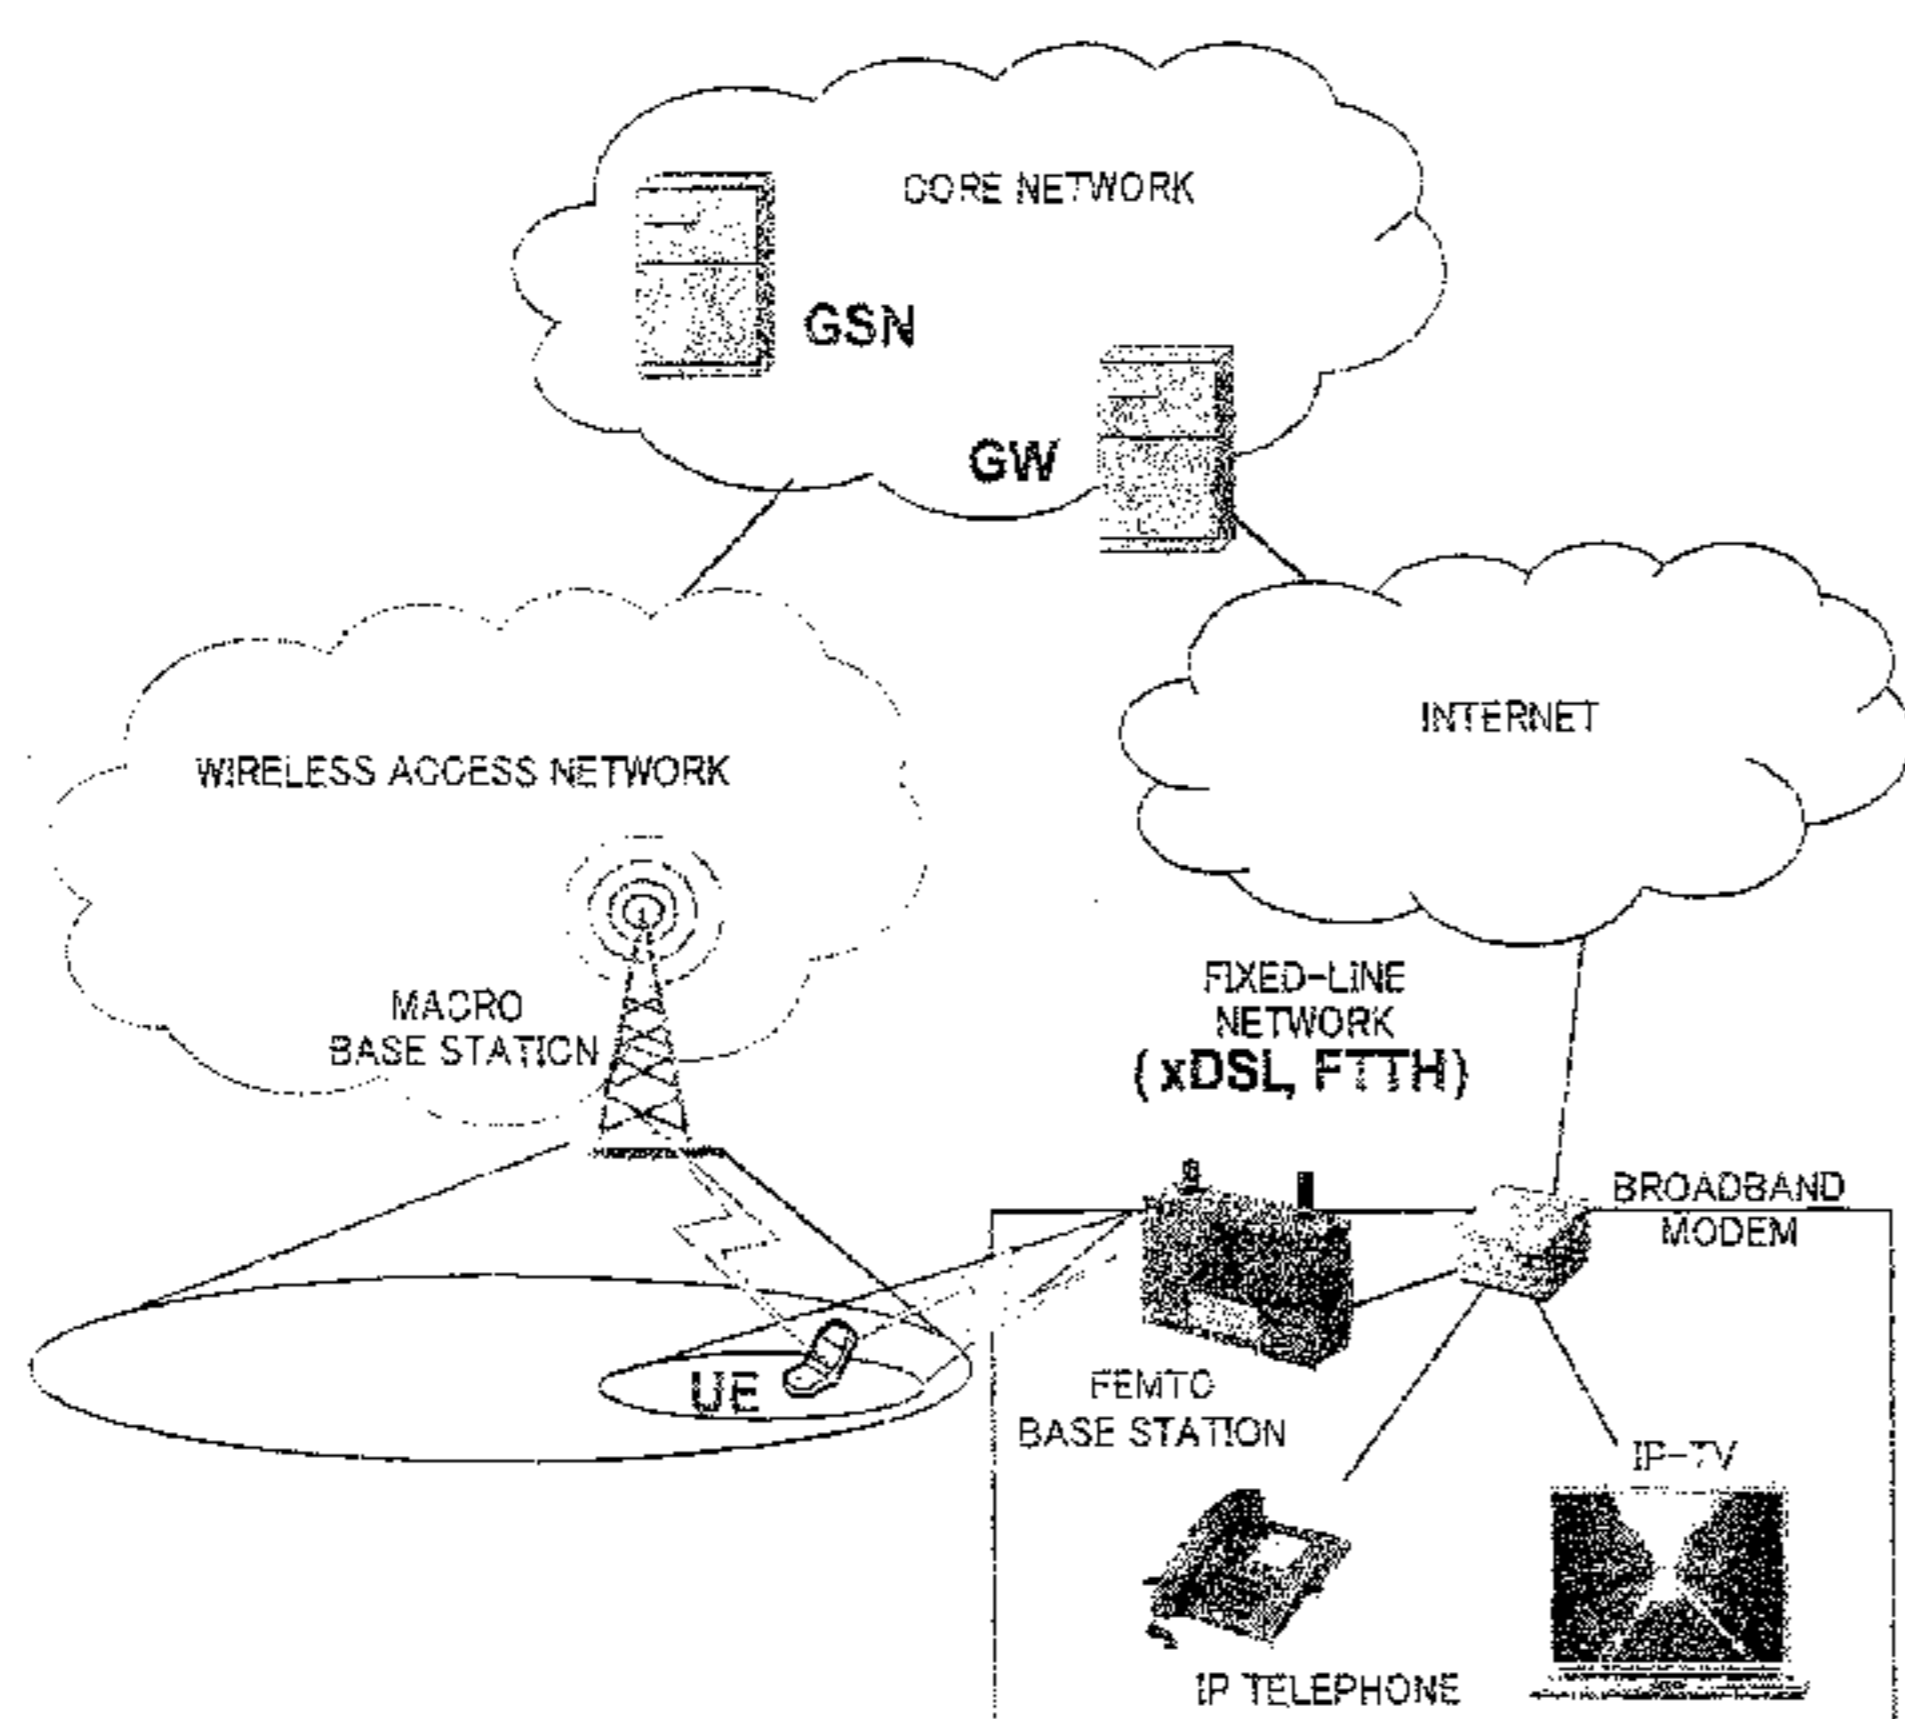 CORE NETWORK
GSN
GW
INTERNET
WIRELESS ACCESS NETWORK
MACRO
BASE STATION
FIXED-LINE
NETWORK
(xDSL, FTTH)
BROADBAND
MODEM
UE
FEMTO
BASE STATION
IP-TV
IP TELEPHONE